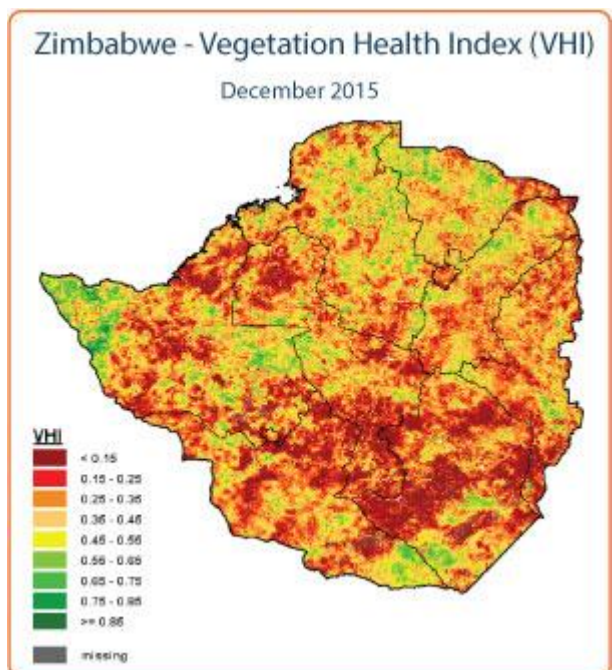 Zimbabwe - Vegetation Health Index (VHI)
December 2015
VHI
< 0.15
0.15 - 0.25
0.25 - 0.35
0.35 - 0.45
0.45 - 0.55
0.55 - 0.65
0.65 - 0.75
0.75 - 0.85
>= 0.85
missing